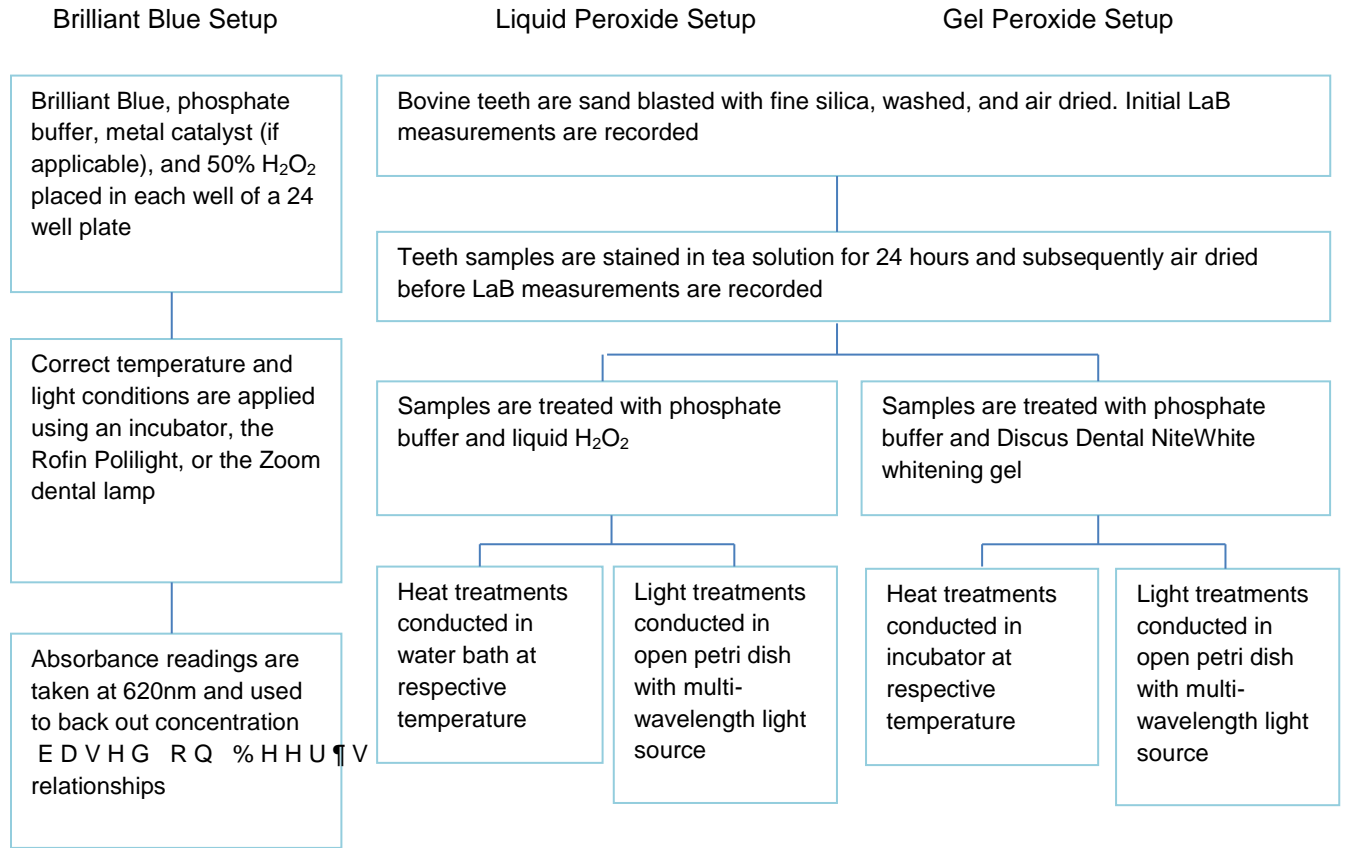 Brilliant Blue Setup
Liquid Peroxide Setup
Gel Peroxide Setup
Brilliant Blue, phosphate
buffer, metal catalyst (if
applicable), and 50% H₂O₂
placed in each well of a 24
well plate
Correct temperature and
light conditions are applied
using an incubator, the
Rofin Polilight, or the Zoom
dental lamp
Absorbance readings are
taken at 620nm and used
to back out concentration
E D V H G R Q % H H U ¶ V
relationships
Bovine teeth are sand blasted with fine silica, washed, and air dried. Initial LaB
measurements are recorded
Teeth samples are stained in tea solution for 24 hours and subsequently air dried
before LaB measurements are recorded
Samples are treated with phosphate
buffer and liquid H₂O₂
Heat treatments
conducted in
water bath at
respective
temperature
Light treatments
conducted in
open petri dish
with multi-
wavelength light
source
Samples are treated with phosphate
buffer and Discus Dental NiteWhite
whitening gel
Heat treatments
conducted in
incubator at
respective
temperature
Light treatments
conducted in
open petri dish
with multi-
wavelength light
source